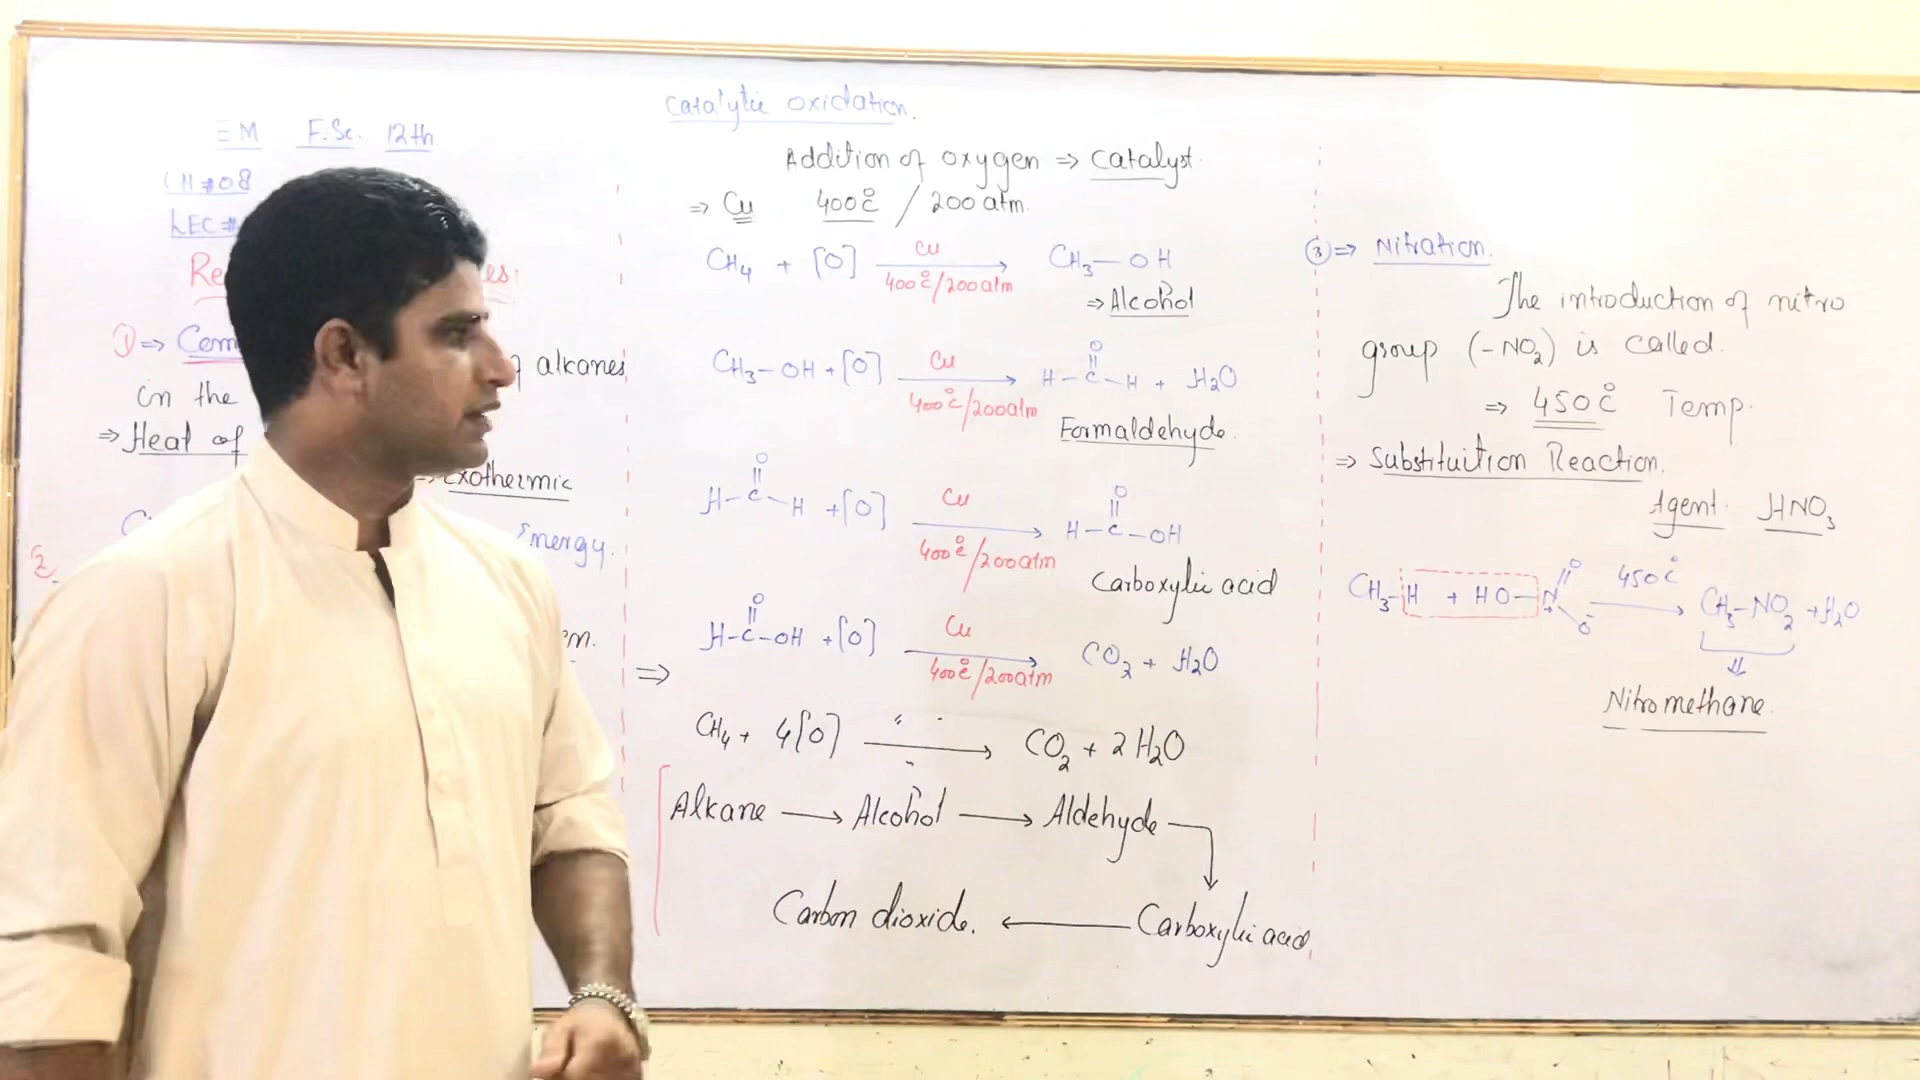 EM F.Sc. 12th
CH#08
LEC#
① ⇒
alkanes
in the
⇒ Heat of
exothermic
Energy.
2.
Catalytic oxidation.
Addition of oxygen ⇒ catalyst.
⇒ Cu 400°C / 200 atm.
CH₄ + [O] Cu 400°C/200atm → CH₃—OH
⇒ Alcohol
CH₃-OH + [O] Cu 400°C/200atm → H-C(=O)-H + H₂O
Formaldehyde.
H-C(=O)-H + [O] Cu 400°C/200atm → H-C(=O)-OH
Carboxylic acid
⇒ H-C(=O)-OH + [O] Cu 400°C/200atm → CO₂ + H₂O
CH₄ + 4[O] → CO₂ + 2H₂O
Alkane → Alcohol → Aldehyde
Carbon dioxide. ← Carboxylic acid
③ ⇒ Nitration.
The introduction of nitro
group (-NO₂) is called.
⇒ 450°C Temp.
⇒ Substituition Reaction.
Agent. HNO₃
CH₃-H + HO-N⁺(=O)O⁻ 450°C → CH₃-NO₂ + H₂O
⇓
Nitromethane.